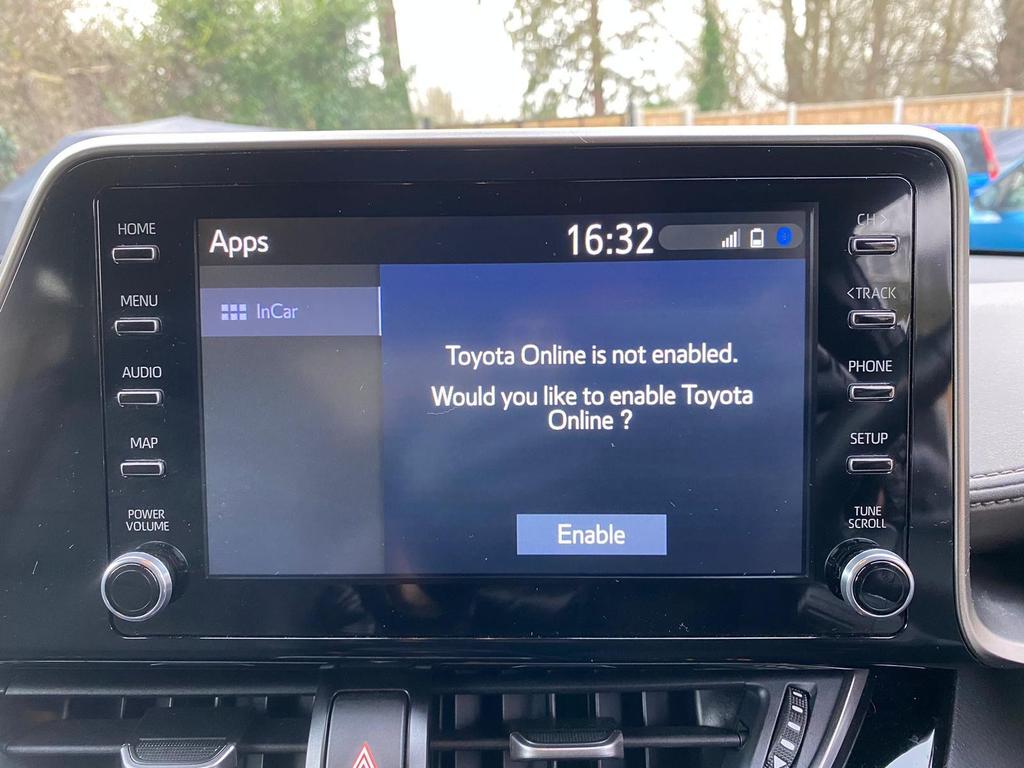 HOME
MENU
AUDIO
MAP
POWER
VOLUME
Apps
16:32
InCar
Toyota Online is not enabled.
Would you like to enable Toyota
Online ?
Enable
CH >
< TRACK
PHONE
SETUP
TUNE
SCROLL